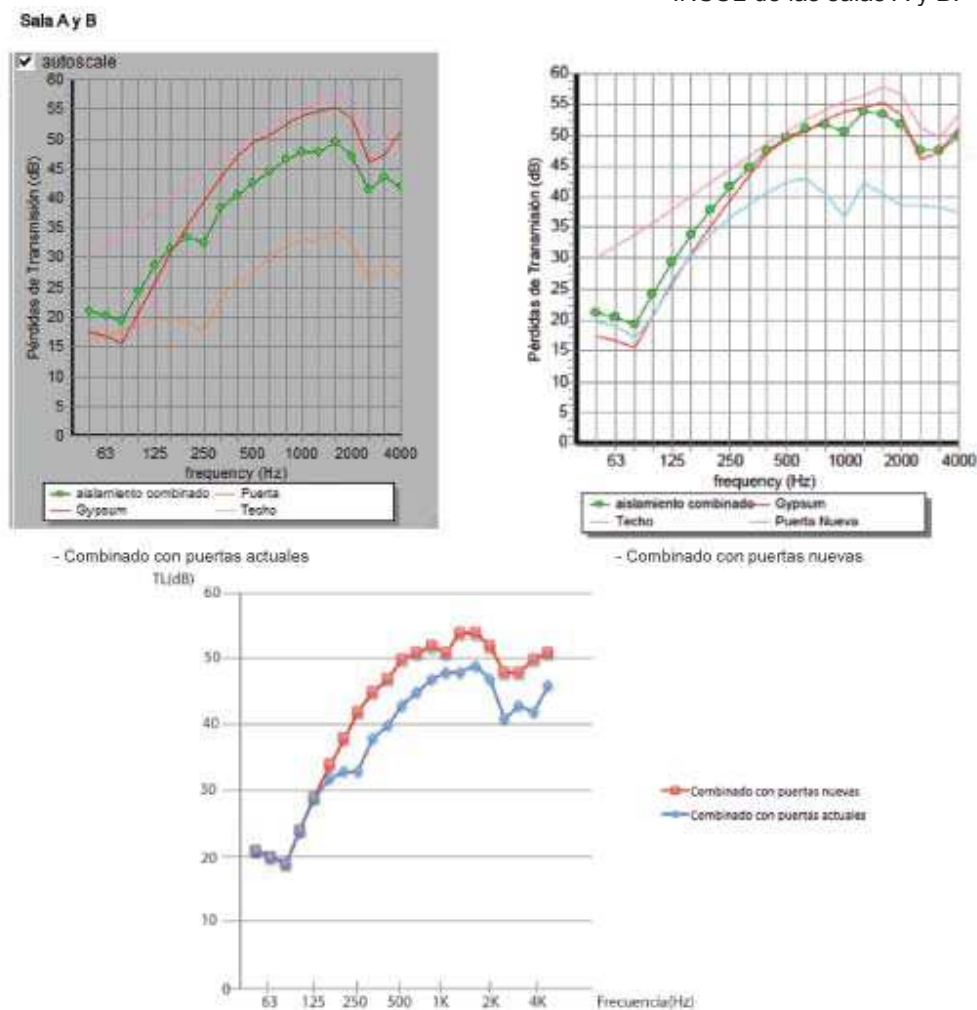 Sala A y B
autoscale
Pérdidas de Transmisión (dB)
60
55
50
45
40
35
30
25
20
15
10
5
0
63 125 250 500 1000 2000 4000
frequency (Hz)
aislamiento combinado Puerta
Gypsum Techo
- Combinado con puertas actuales
Pérdidas de Transmisión (dB)
60
55
50
45
40
35
30
25
20
15
10
5
0
63 125 250 500 1000 2000 4000
frequency (Hz)
aislamiento combinado Gypsum
Techo Puerta Nueva
- Combinado con puertas nuevas
TL(dB)
60
50
40
30
20
10
0
63 125 250 500 1K 2K 4K Frecuencia(Hz)
Combinado con puertas nuevas
Combinado con puertas actuales